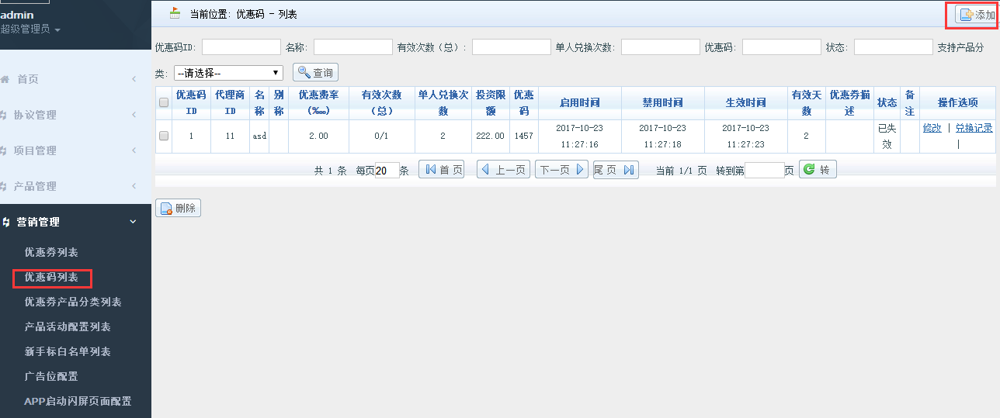 admin
超级管理员
首页
协议管理
项目管理
产品管理
营销管理
优惠券列表
优惠码列表
优惠券产品分类列表
产品活动配置列表
新手标白名单列表
广告位配置
APP启动闪屏页面配置
当前位置: 优惠码 - 列表
添加
优惠码ID: 名称: 有效次数(总): 单人兑换次数: 优惠码: 状态: 支持产品分
类: --请选择-- 查询
优惠码 代理商 名 别 优惠费率 有效次数 单人兑换次 投资限 优惠 启用时间 禁用时间 生效时间 有效天 优惠券描 状态 备 操作选项
ID ID 称 称 (‰) (总) 数 额 码 数 述 注
1 11 asd 2.00 0/1 2 222.00 1457 2017-10-23 2017-10-23 2017-10-23 2 已失 修改 | 兑换记录
11:27:16 11:27:18 11:27:23 效 |
共 1 条 每页20条 首 页 上一页 下一页 尾 页 当前 1/1 页 转到第 页 转
删除